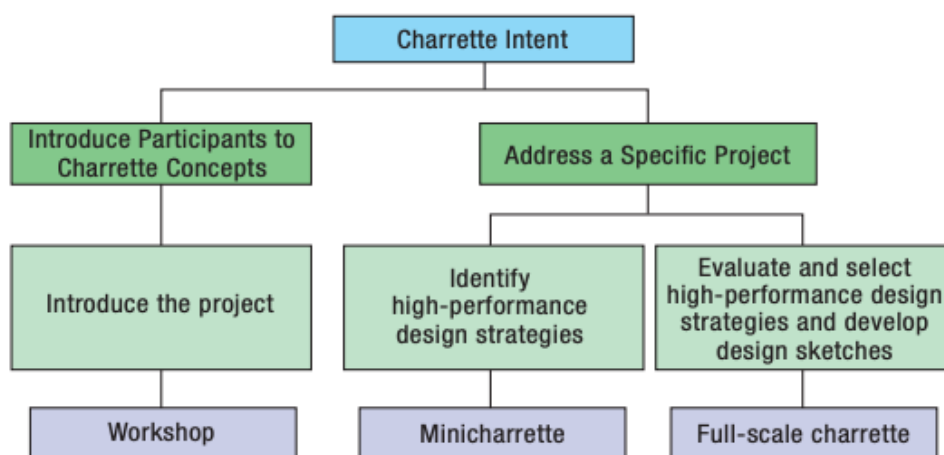 Charrette Intent
Introduce Participants to
Charrette Concepts
Address a Specific Project
Introduce the project
Identify
high-performance
design strategies
Evaluate and select
high-performance design
strategies and develop
design sketches
Workshop
Minicharrette
Full-scale charrette